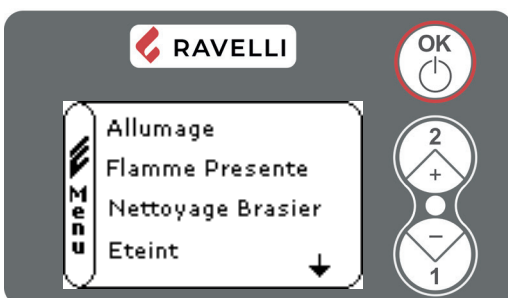 RAVELLI
OK
Menu
Allumage
Flamme Presente
Nettoyage Brasier
Eteint
2
+
−
1